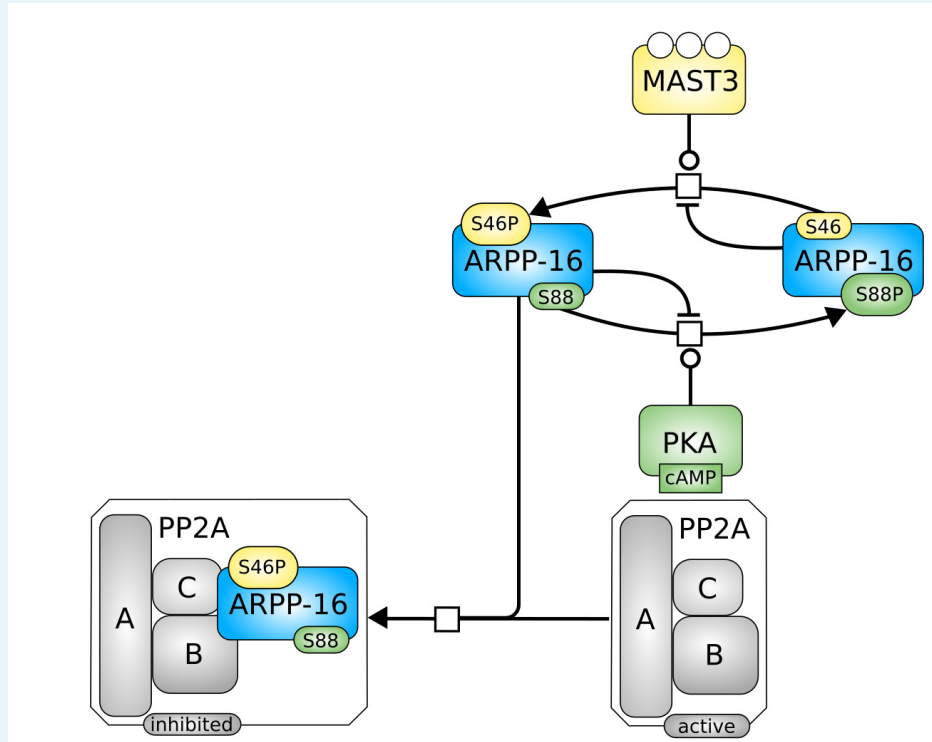 MAST3
S46P
ARPP-16
S88
S46
ARPP-16
S88P
PKA
cAMP
PP2A
A
C
B
S46P
ARPP-16
S88
inhibited
PP2A
A
C
B
active